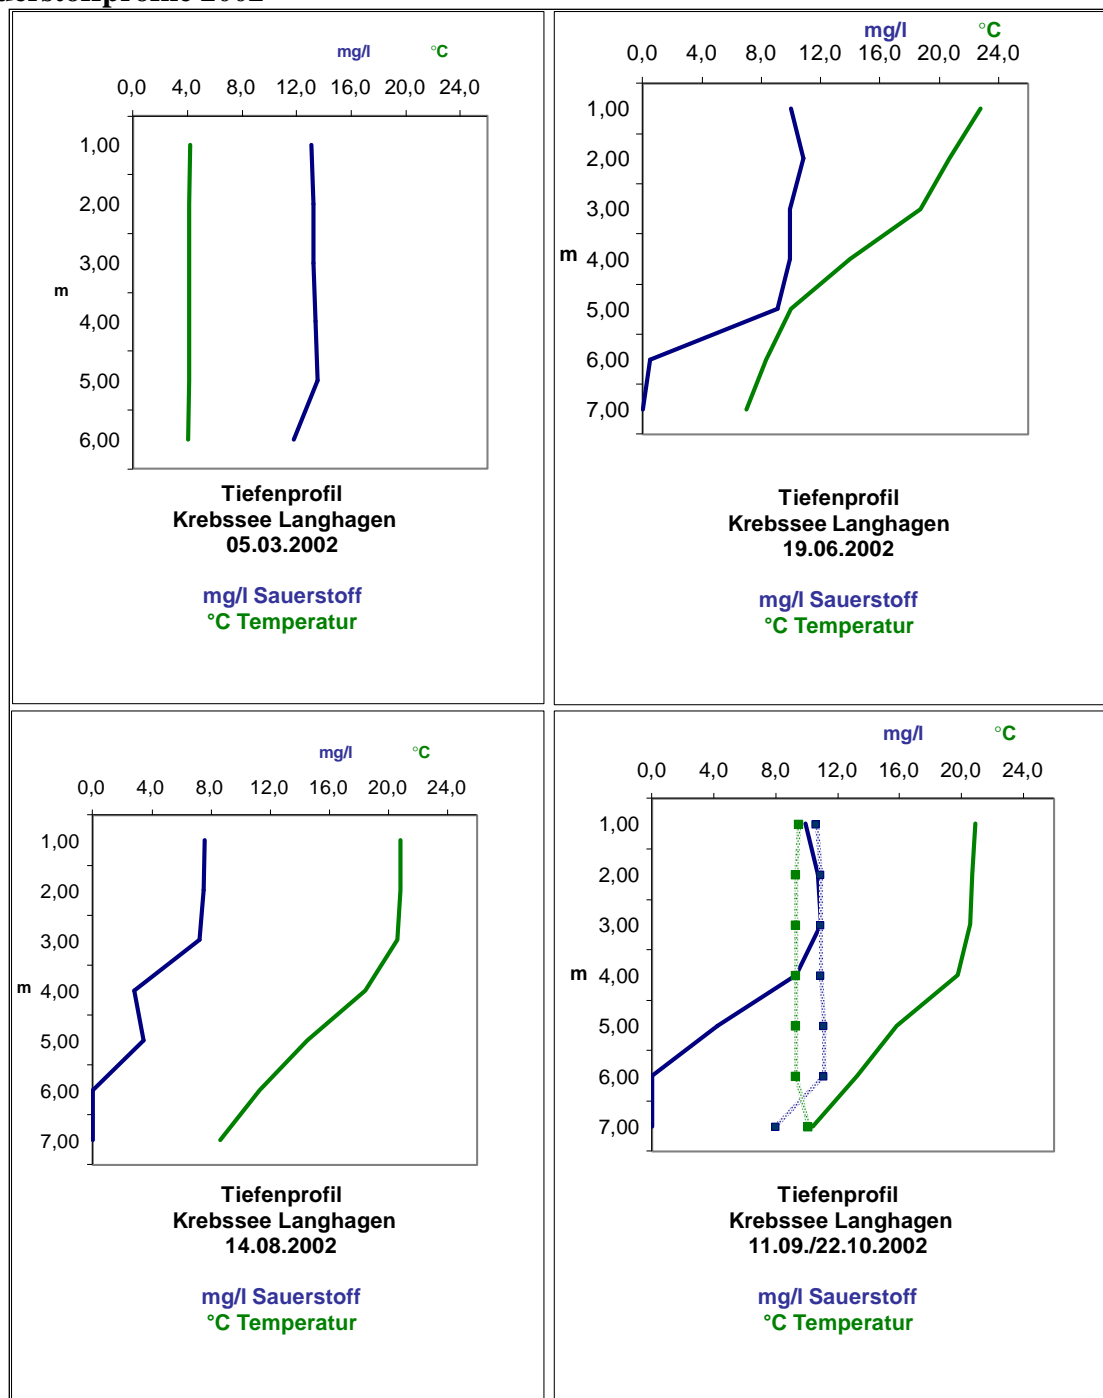 mg/l °C
0,0 4,0 8,0 12,0 16,0 20,0 24,0
1,00
2,00
3,00
m
4,00
5,00
6,00
Tiefenprofil
Krebssee Langhagen
05.03.2002
mg/l Sauerstoff
°C Temperatur
mg/l °C
0,0 4,0 8,0 12,0 16,0 20,0 24,0
1,00
2,00
3,00
m 4,00
5,00
6,00
7,00
Tiefenprofil
Krebssee Langhagen
19.06.2002
mg/l Sauerstoff
°C Temperatur
mg/l °C
0,0 4,0 8,0 12,0 16,0 20,0 24,0
1,00
2,00
3,00
m 4,00
5,00
6,00
7,00
Tiefenprofil
Krebssee Langhagen
14.08.2002
mg/l Sauerstoff
°C Temperatur
mg/l °C
0,0 4,0 8,0 12,0 16,0 20,0 24,0
1,00
2,00
3,00
m 4,00
5,00
6,00
7,00
Tiefenprofil
Krebssee Langhagen
11.09./22.10.2002
mg/l Sauerstoff
°C Temperatur